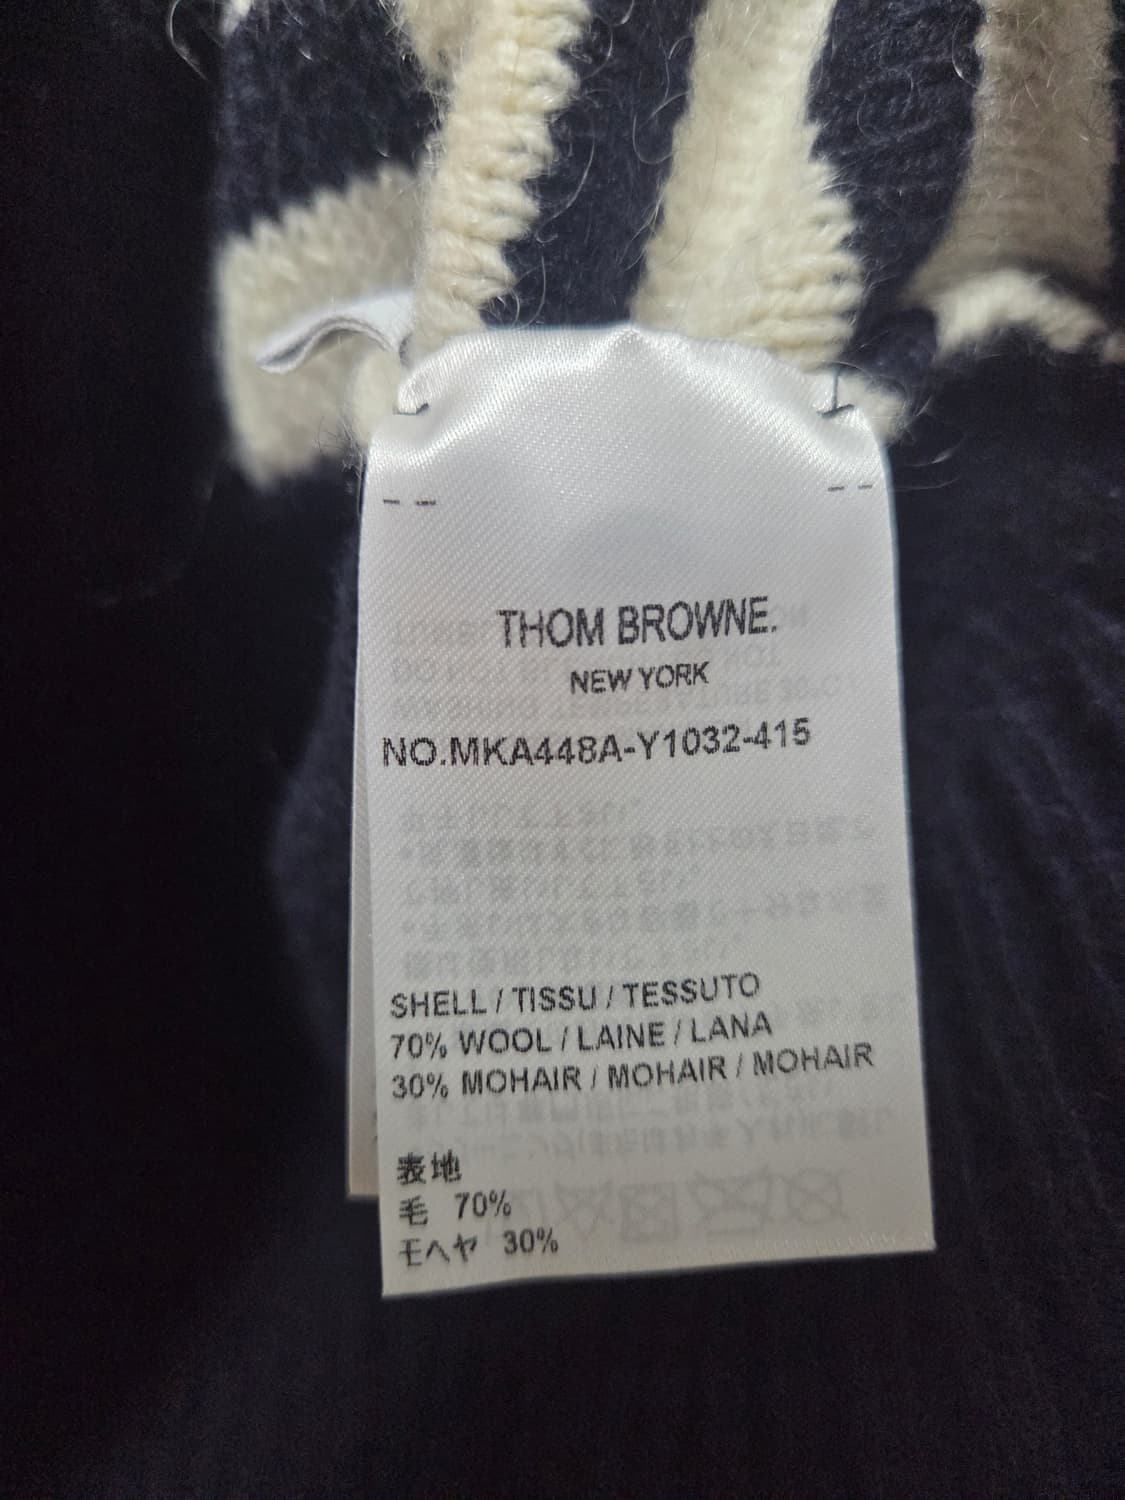 THOM BROWNE.
NEW YORK
NO.MKA448A-Y1032-415
SHELL / TISSU / TESSUTO
70% WOOL / LAINE / LANA
30% MOHAIR / MOHAIR / MOHAIR
表地
毛 70%
モヘヤ 30%